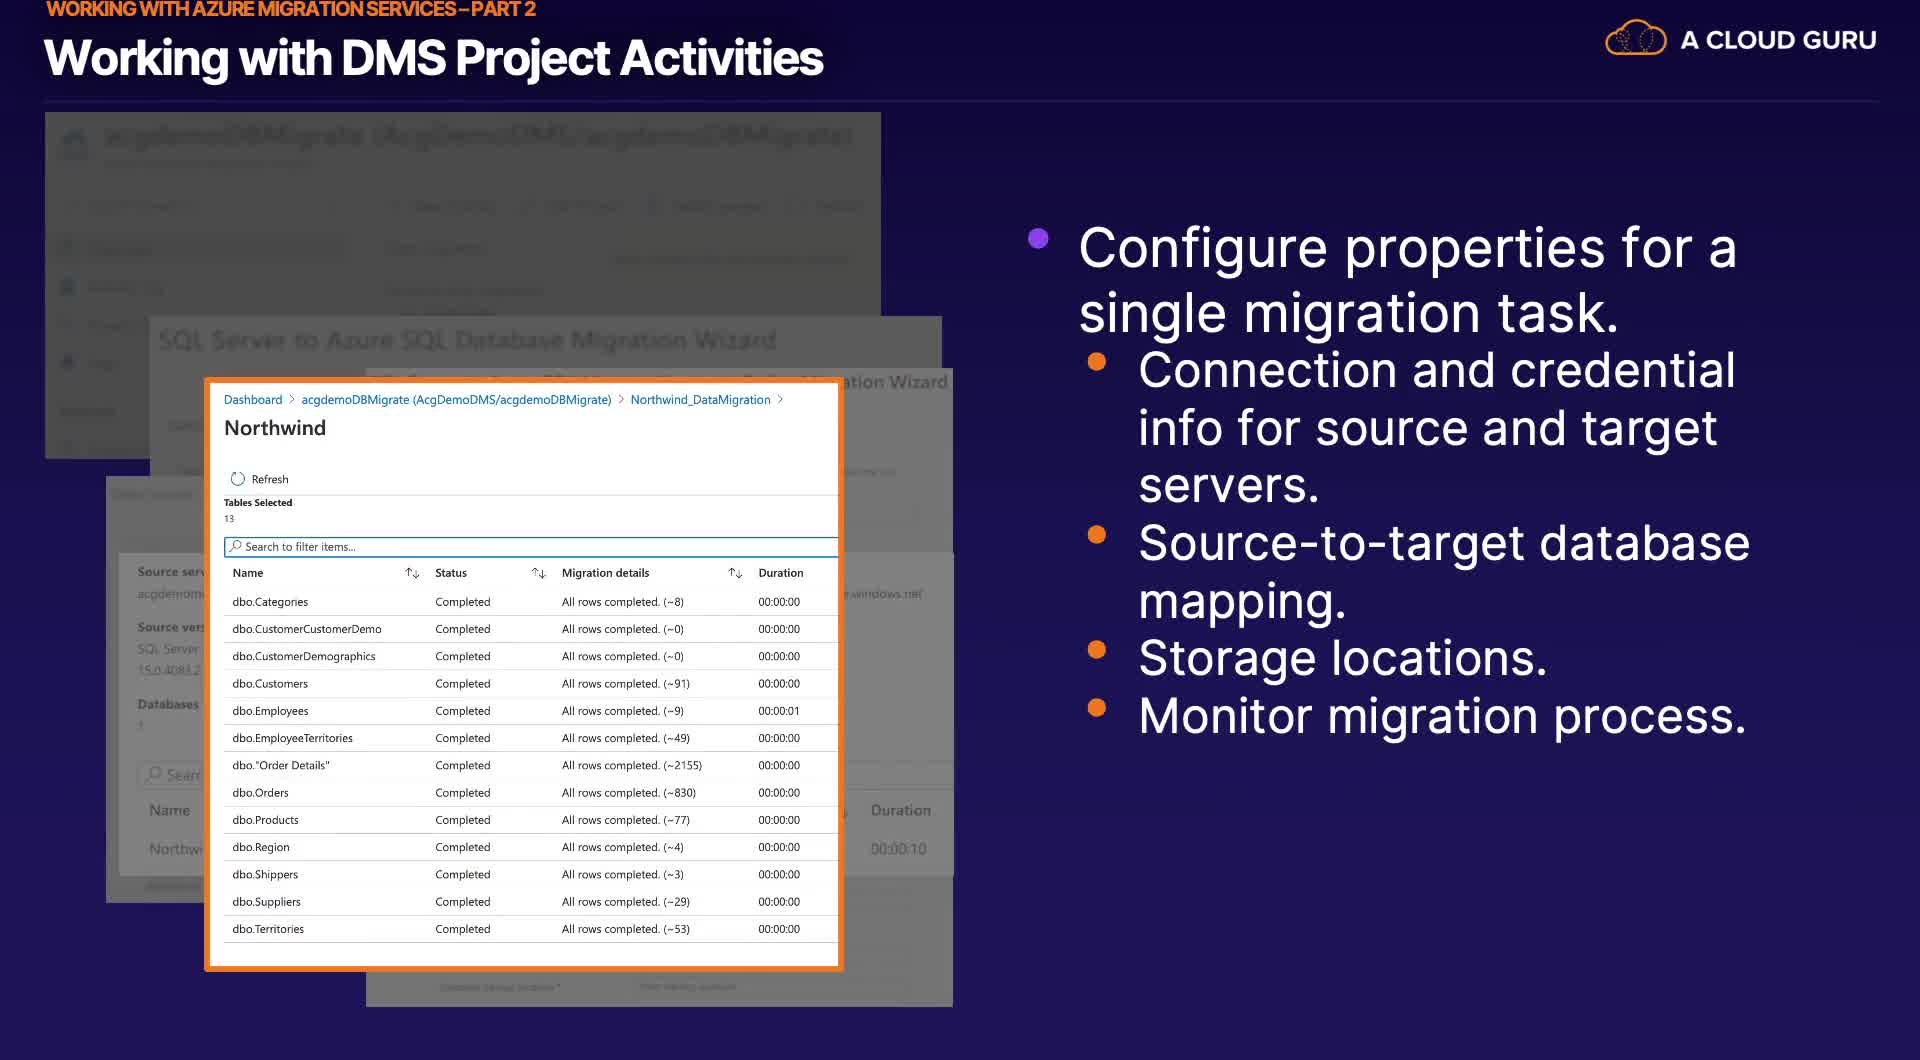 WORKING WITH AZURE MIGRATION SERVICES – PART 2
Working with DMS Project Activities
A CLOUD GURU
acgdemoDBMigrate (AcgDemoDMS/acgdemoDBMigrate)
SQL Server to Azure SQL Database Migration Wizard
ation Wizard
Dashboard > acgdemoDBMigrate (AcgDemoDMS/acgdemoDBMigrate) > Northwind_DataMigration >
Northwind
Refresh
Tables Selected
13
Search to filter items...
Name Status Migration details Duration
dbo.Categories Completed All rows completed. (~8) 00:00:00
dbo.CustomerCustomerDemo Completed All rows completed. (~0) 00:00:00
dbo.CustomerDemographics Completed All rows completed. (~0) 00:00:00
dbo.Customers Completed All rows completed. (~91) 00:00:00
dbo.Employees Completed All rows completed. (~9) 00:00:01
dbo.EmployeeTerritories Completed All rows completed. (~49) 00:00:00
dbo."Order Details" Completed All rows completed. (~2155) 00:00:00
dbo.Orders Completed All rows completed. (~830) 00:00:00
dbo.Products Completed All rows completed. (~77) 00:00:00
dbo.Region Completed All rows completed. (~4) 00:00:00
dbo.Shippers Completed All rows completed. (~3) 00:00:00
dbo.Suppliers Completed All rows completed. (~29) 00:00:00
dbo.Territories Completed All rows completed. (~53) 00:00:00
Source serv
acgdemom
Source vers
SQL Server
15.0.4083.2
Databases
1
Sear
Name
Northw
.windows.net
Duration
00:00:10
Configure properties for a
single migration task.
Connection and credential
info for source and target
servers.
Source-to-target database
mapping.
Storage locations.
Monitor migration process.